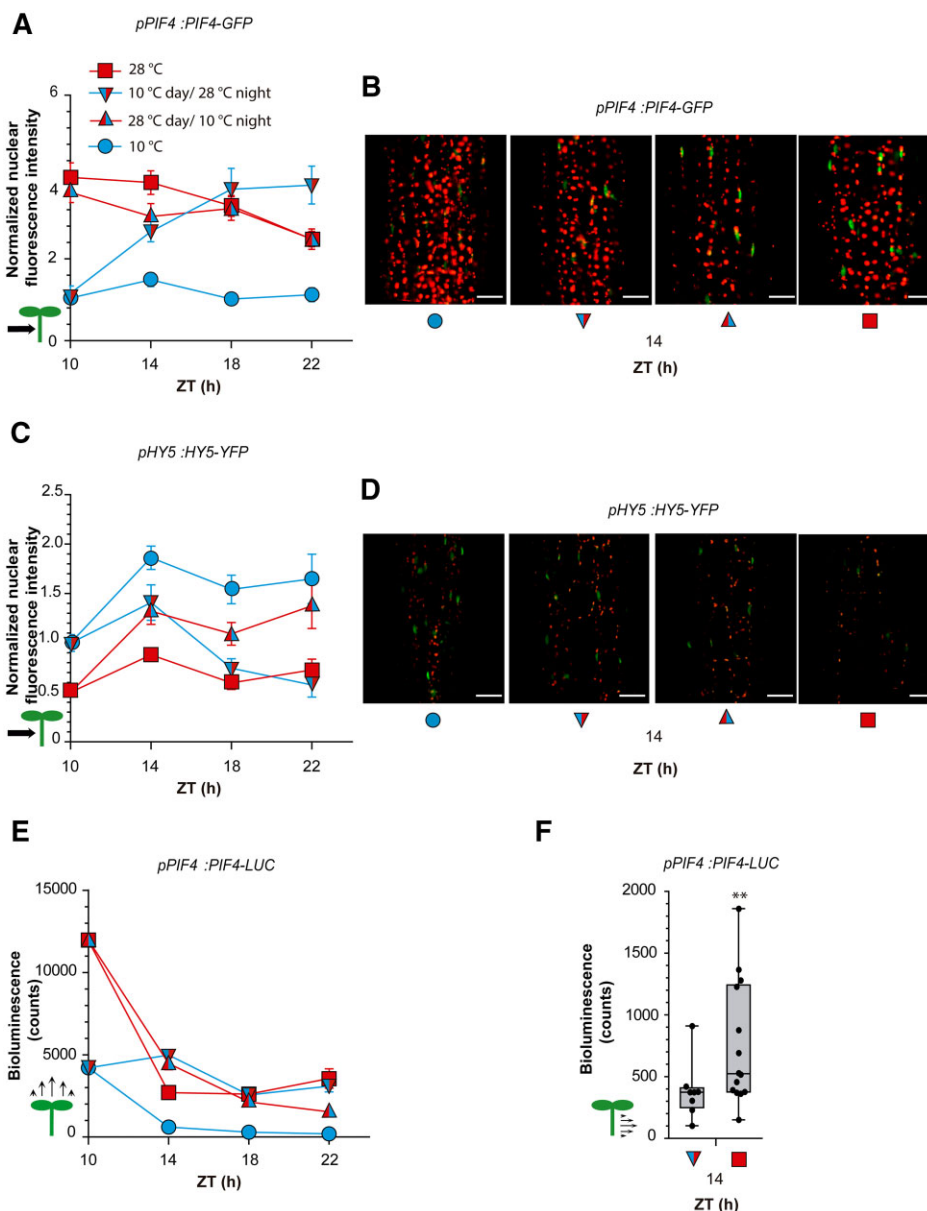 A
pPIF4 :PIF4-GFP
28 °C
10 °C day/ 28 °C night
28 °C day/ 10 °C night
10 °C
Normalized nuclear
fluorescence intensity
6
4
2
0
10 14 18 22
ZT (h)
B
pPIF4 :PIF4-GFP
14
ZT (h)
C
pHY5 :HY5-YFP
Normalized nuclear
fluorescence intensity
2.5
2.0
1.5
1.0
0.5
0
10 14 18 22
ZT (h)
D
pHY5 :HY5-YFP
14
ZT (h)
E
pPIF4 :PIF4-LUC
Bioluminescence
(counts)
15000
10000
5000
0
10 14 18 22
ZT (h)
F
pPIF4 :PIF4-LUC
Bioluminescence
(counts)
2000
1500
1000
500
0
**
14
ZT (h)